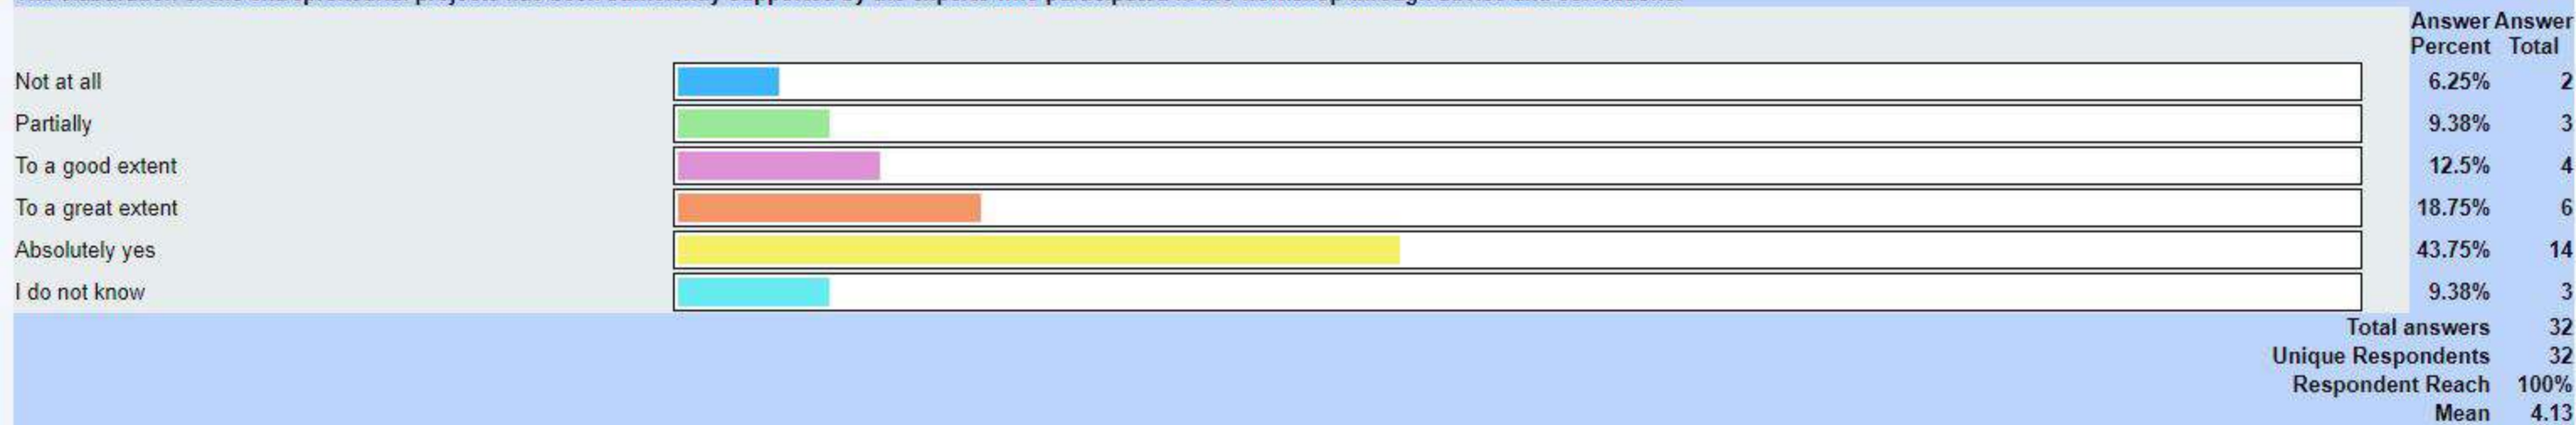 Answer Answer
Percent Total
Not at all 6.25% 2
Partially 9.38% 3
To a good extent 12.5% 4
To a great extent 18.75% 6
Absolutely yes 43.75% 14
I do not know 9.38% 3
Total answers 32
Unique Respondents 32
Respondent Reach 100%
Mean 4.13